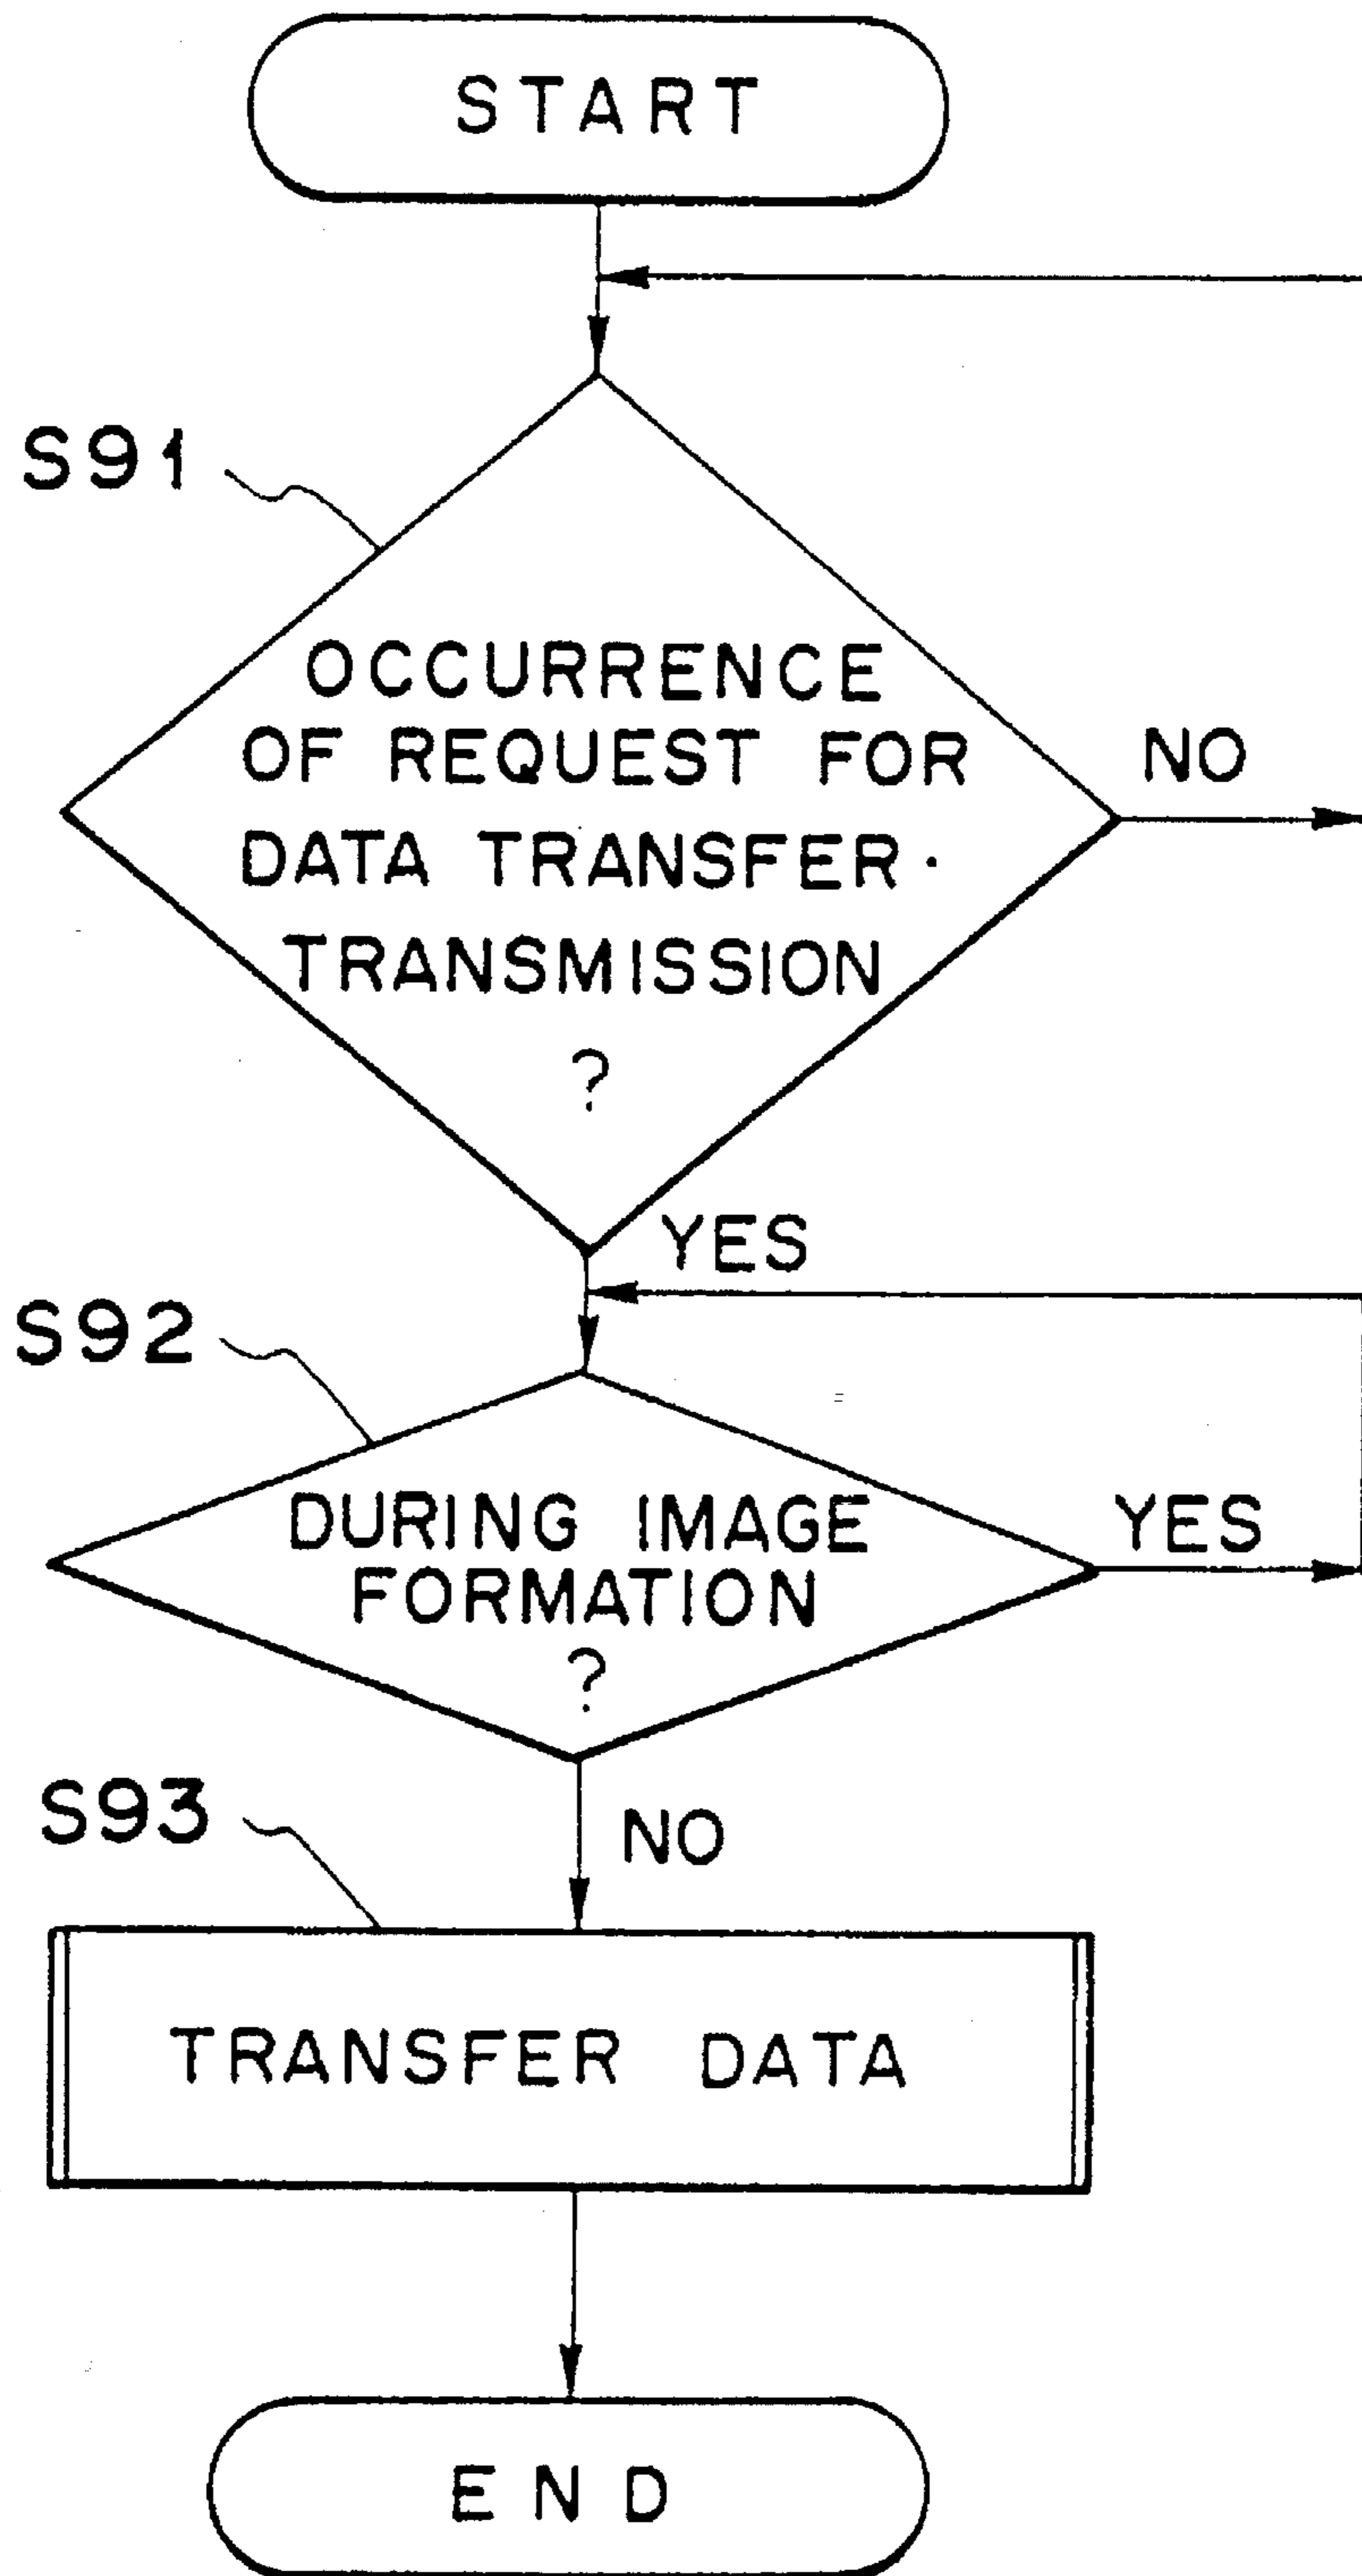 START
S91
OCCURRENCE
OF REQUEST FOR
DATA TRANSFER·
TRANSMISSION
?
NO
YES
S92
DURING IMAGE
FORMATION
?
YES
NO
S93
TRANSFER DATA
END